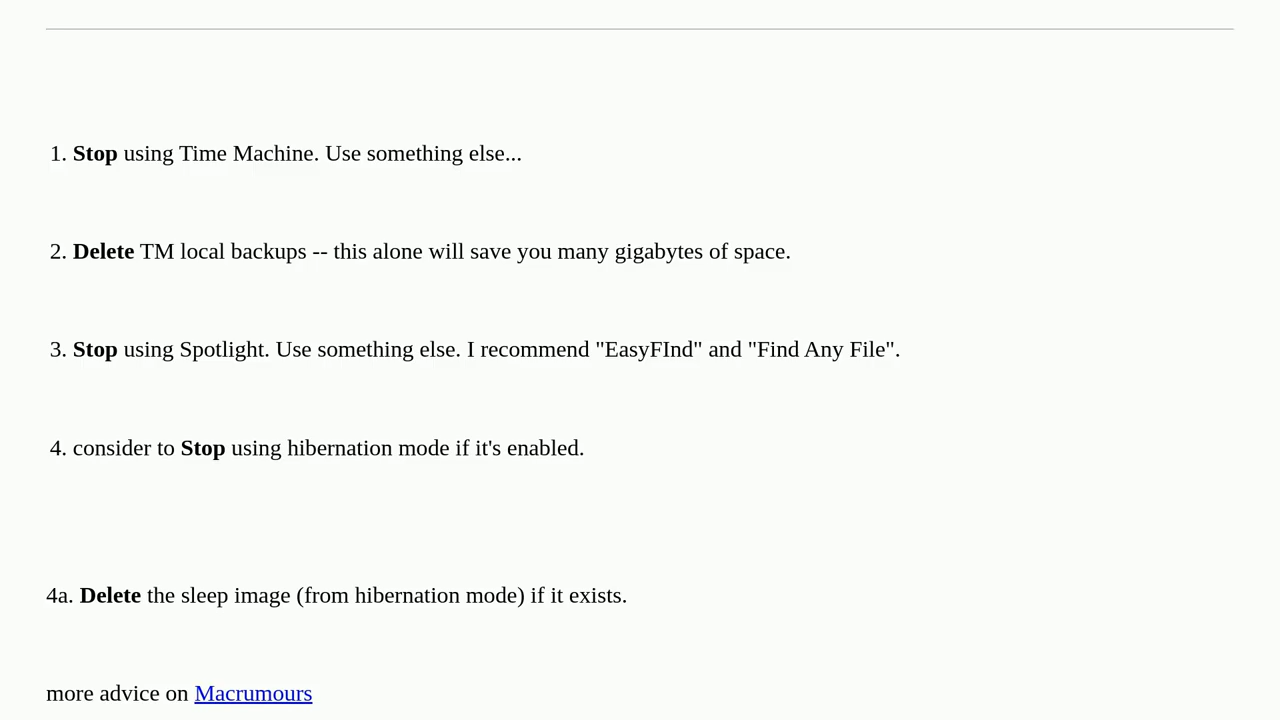 1. Stop using Time Machine. Use something else...
2. Delete TM local backups -- this alone will save you many gigabytes of space.
3. Stop using Spotlight. Use something else. I recommend "EasyFInd" and "Find Any File".
4. consider to Stop using hibernation mode if it's enabled.
4a. Delete the sleep image (from hibernation mode) if it exists.
more advice on Macrumours